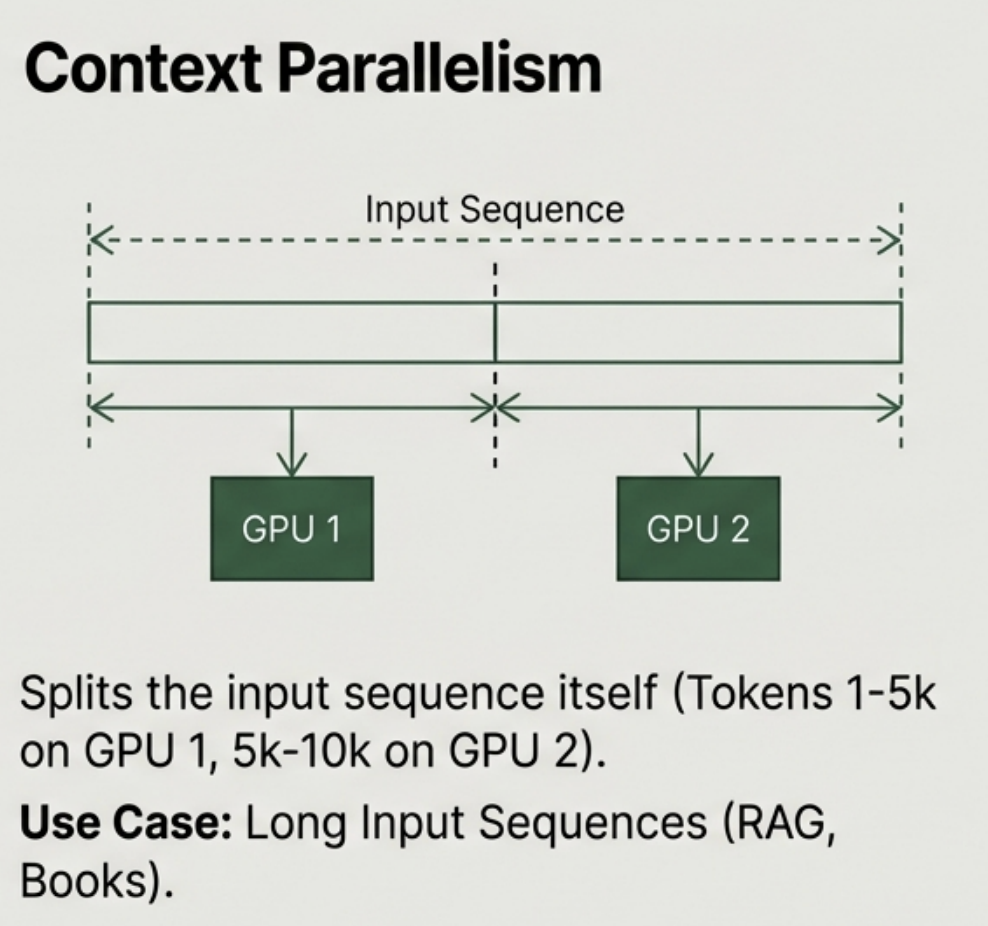 Context Parallelism
Input Sequence
GPU 1
GPU 2
Splits the input sequence itself (Tokens 1-5k
on GPU 1, 5k-10k on GPU 2).
Use Case: Long Input Sequences (RAG,
Books).